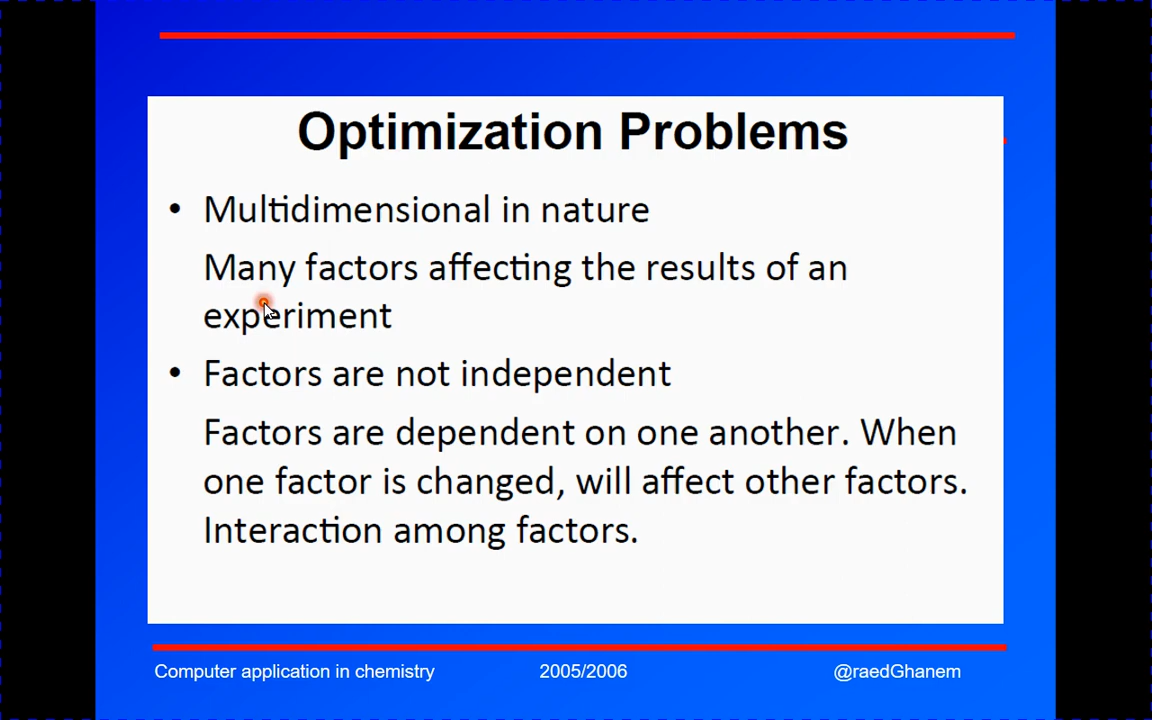 Optimization Problems
• Multidimensional in nature
Many factors affecting the results of an
experiment
• Factors are not independent
Factors are dependent on one another. When
one factor is changed, will affect other factors.
Interaction among factors.
Computer application in chemistry 2005/2006 @raedGhanem